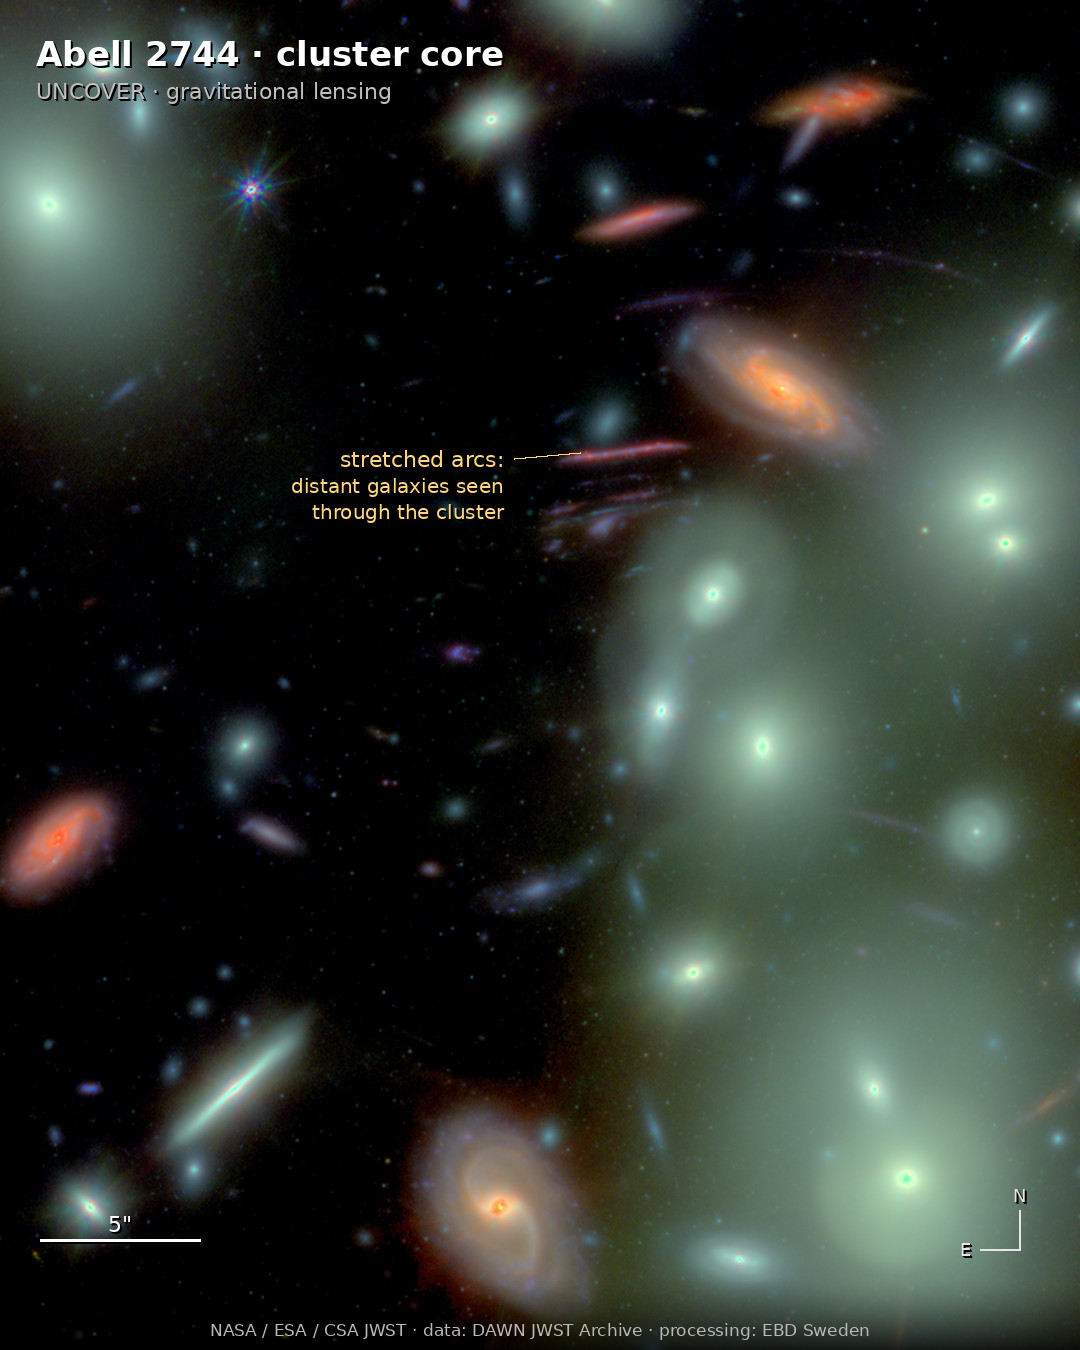 Abell 2744 · cluster core
UNCOVER · gravitational lensing
stretched arcs:
distant galaxies seen
through the cluster
5"
N
E
NASA / ESA / CSA JWST · data: DAWN JWST Archive · processing: EBD Sweden